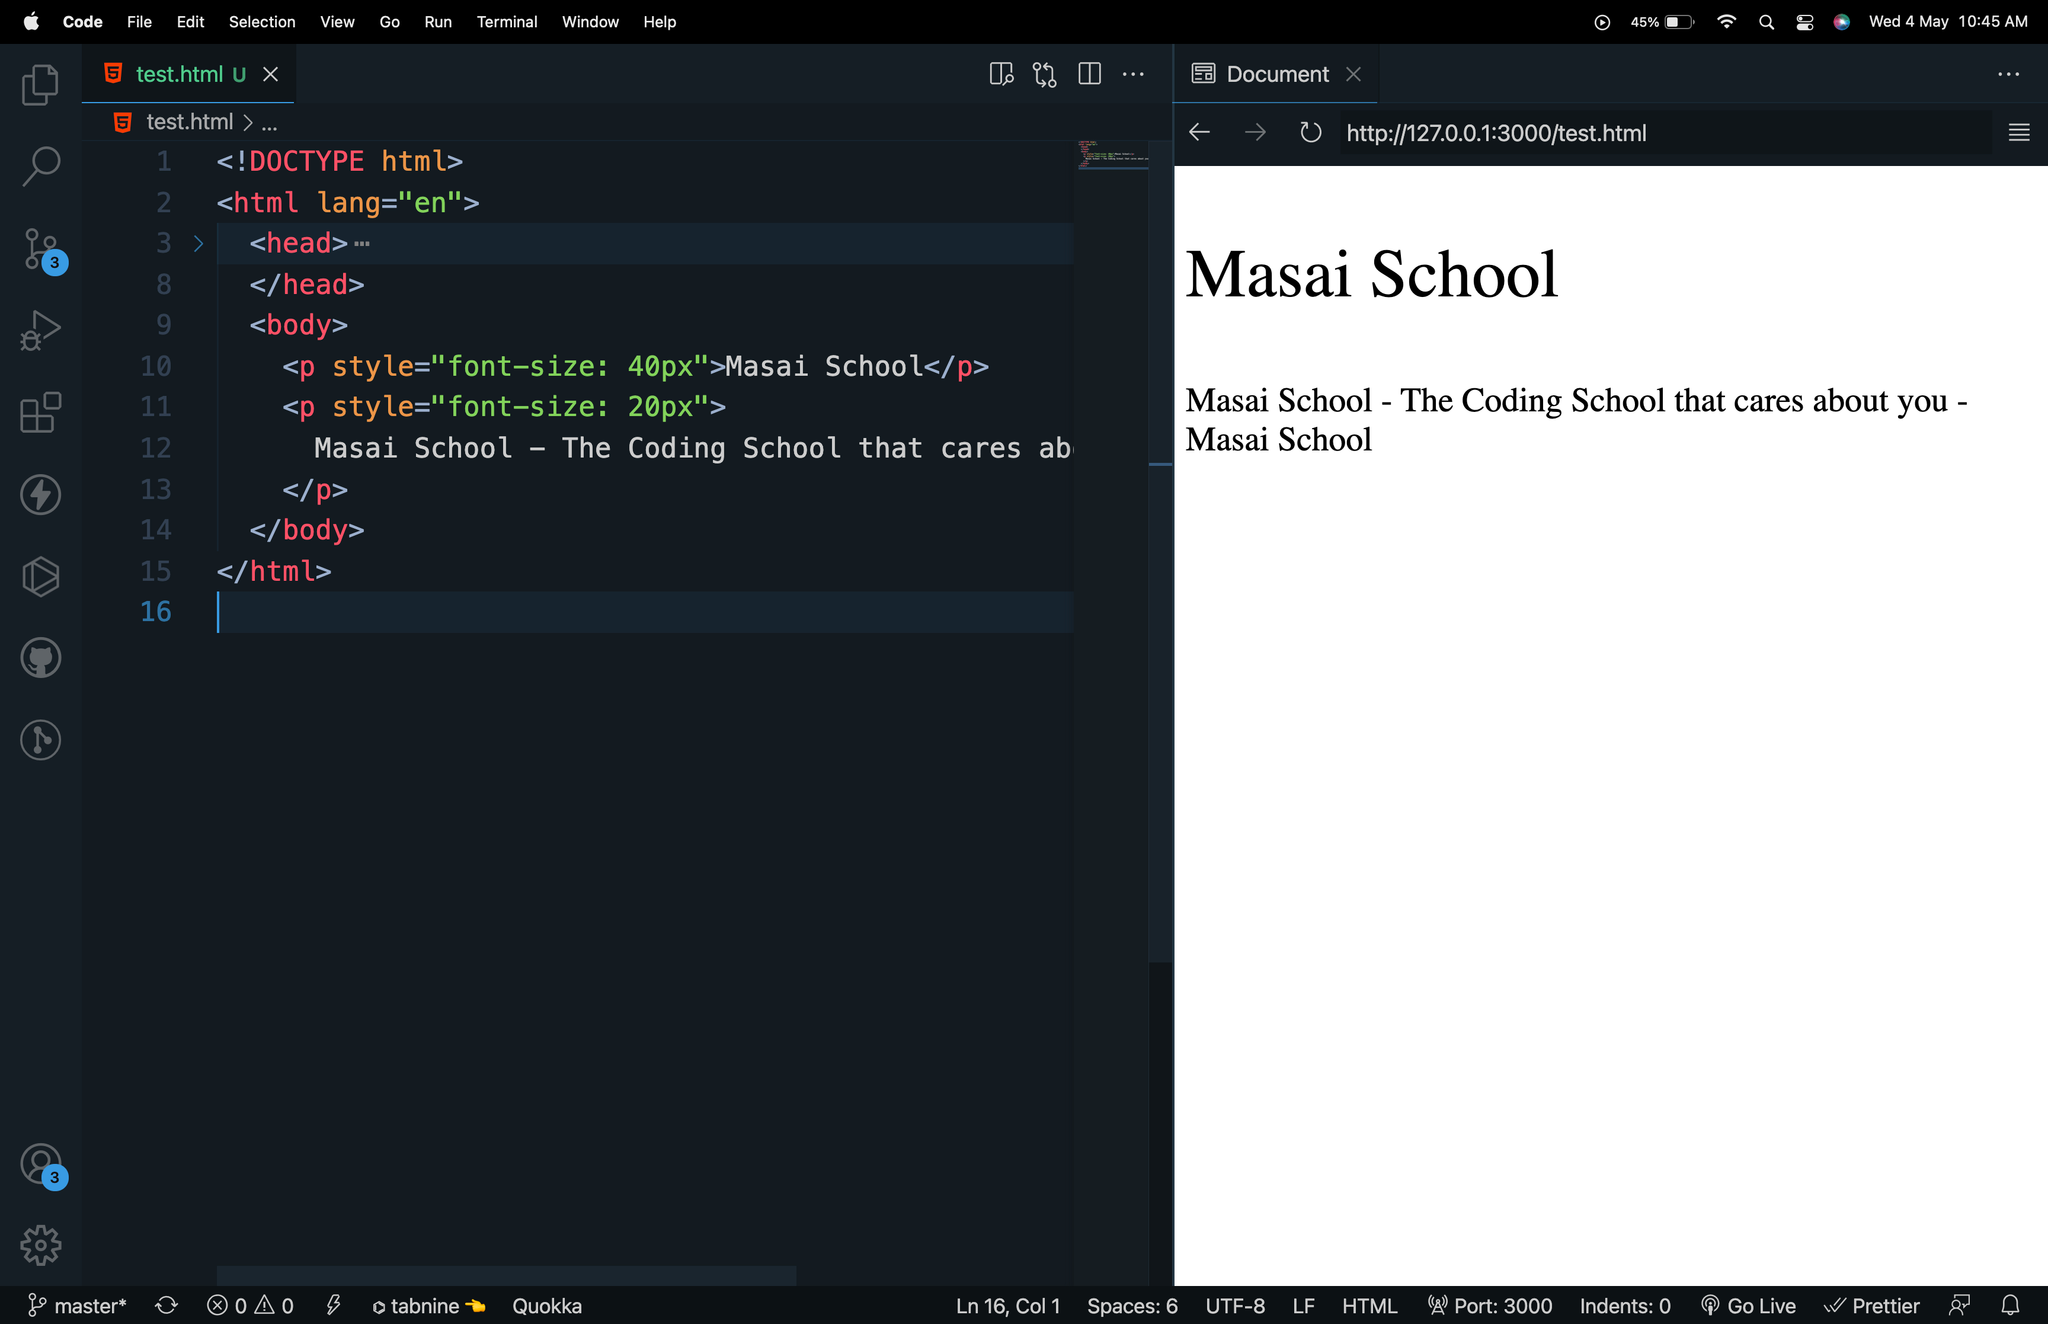 Code File Edit Selection View Go Run Terminal Window Help 45% Wed 4 May 10:45 AM
test.html U
Document
test.html > ...
http://127.0.0.1:3000/test.html
1 <!DOCTYPE html>
2 <html lang="en">
3 <head>
8 </head>
9 <body>
10 <p style="font-size: 40px">Masai School</p>
11 <p style="font-size: 20px">
12 Masai School - The Coding School that cares ab
13 </p>
14 </body>
15 </html>
16
Masai School
Masai School - The Coding School that cares about you -
Masai School
3
3
master* 0 0 tabnine Quokka Ln 16, Col 1 Spaces: 6 UTF-8 LF HTML Port: 3000 Indents: 0 Go Live Prettier